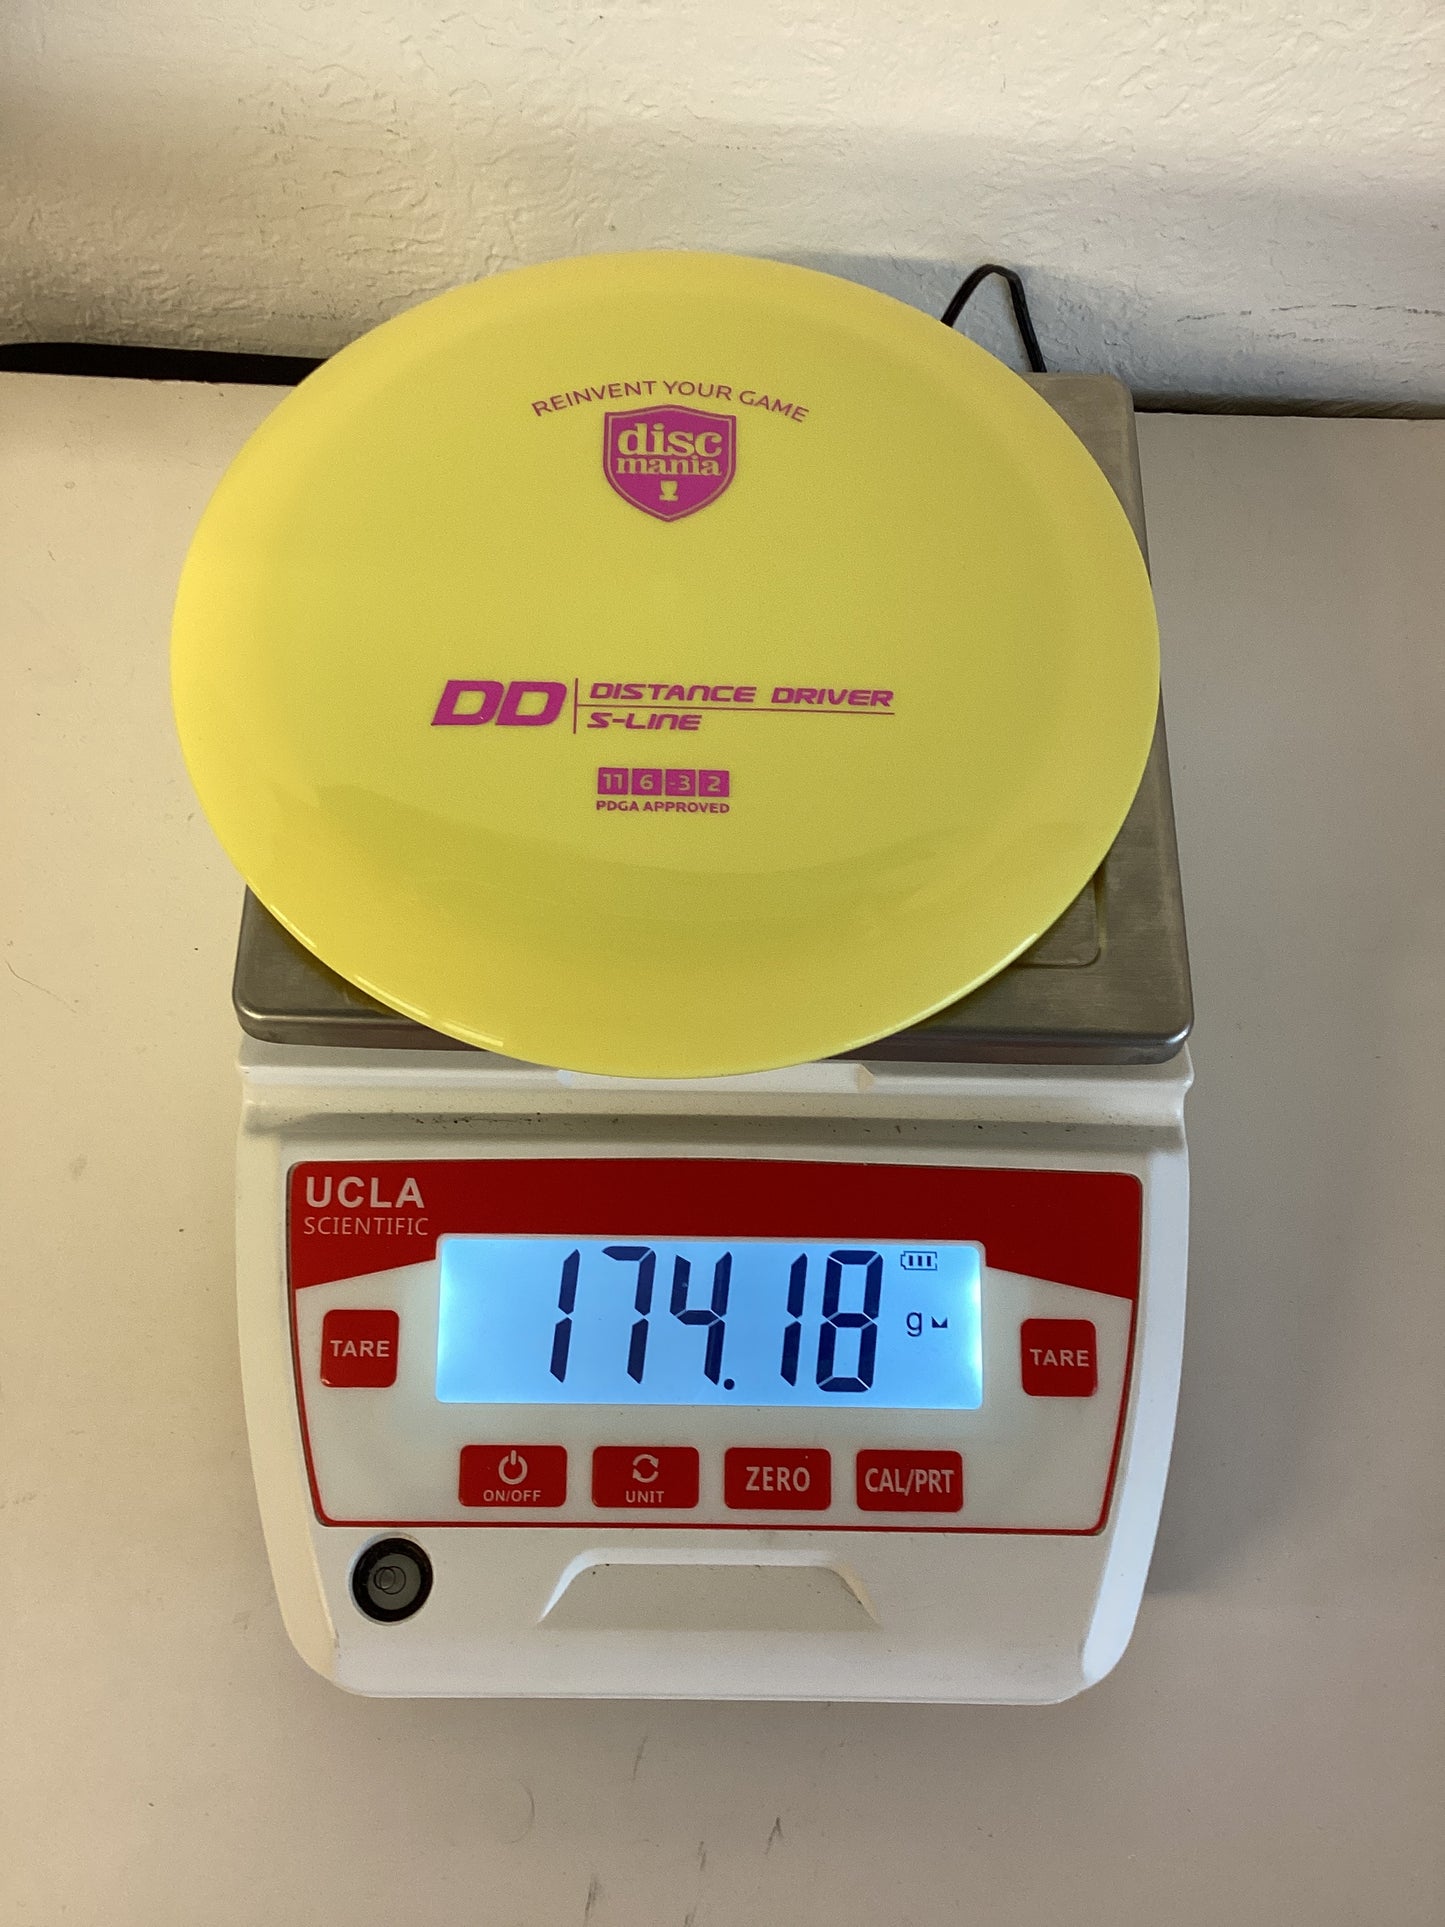 REINVENT YOUR GAME
disc
mania
DD DISTANCE DRIVER
S-LINE
11 6 -3 2
PDGA APPROVED
UCLA
SCIENTIFIC
174.18 g
TARE
TARE
ON/OFF
UNIT
ZERO
CAL/PRT